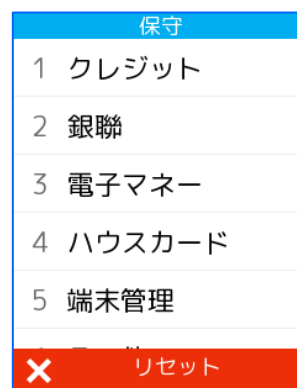 保守
1 クレジット
2 銀聯
3 電子マネー
4 ハウスカード
5 端末管理
リセット